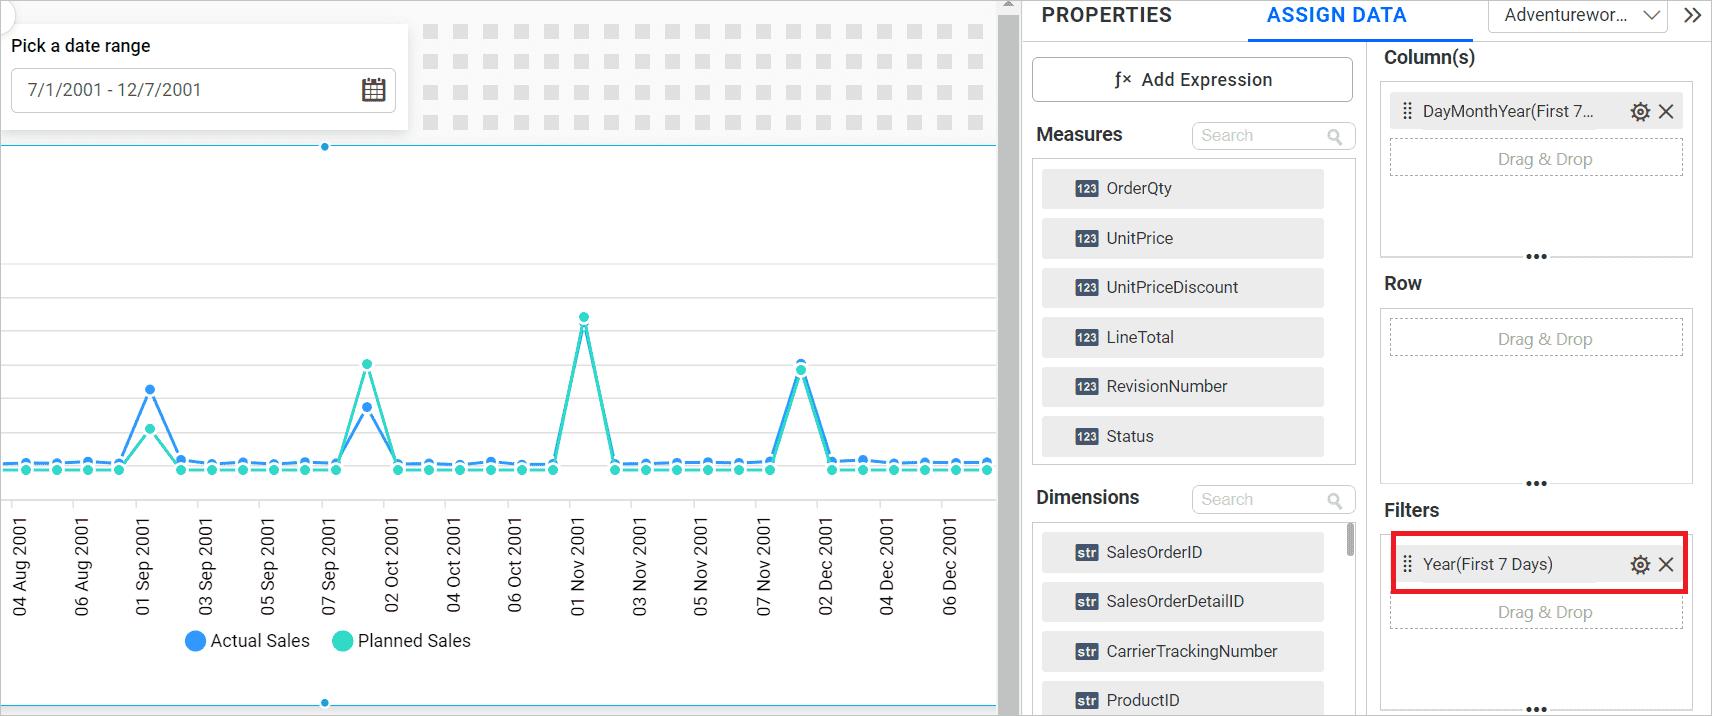 Pick a date range
7/1/2001 - 12/7/2001
04 Aug 2001
06 Aug 2001
01 Sep 2001
03 Sep 2001
05 Sep 2001
07 Sep 2001
02 Oct 2001
04 Oct 2001
06 Oct 2001
01 Nov 2001
03 Nov 2001
05 Nov 2001
07 Nov 2001
02 Dec 2001
04 Dec 2001
06 Dec 2001
Actual Sales
Planned Sales
PROPERTIES
ASSIGN DATA
Adventurewor...
ƒx Add Expression
Measures
Search
123 OrderQty
123 UnitPrice
123 UnitPriceDiscount
123 LineTotal
123 RevisionNumber
123 Status
Dimensions
Search
str SalesOrderID
str SalesOrderDetailID
str CarrierTrackingNumber
str ProductID
Column(s)
DayMonthYear(First 7...
Drag & Drop
Row
Drag & Drop
Filters
Year(First 7 Days)
Drag & Drop